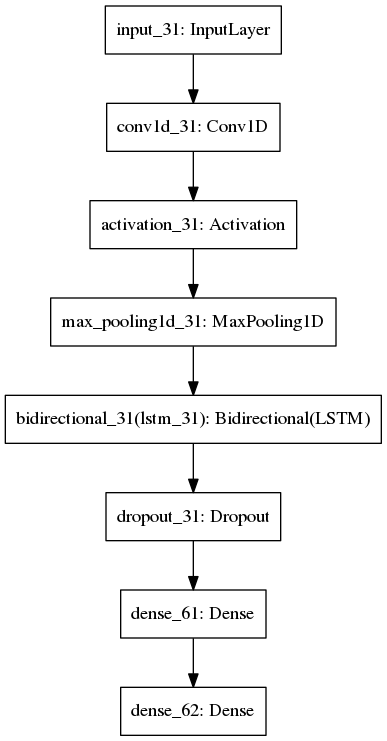 input_31: InputLayer
conv1d_31: Conv1D
activation_31: Activation
max_pooling1d_31: MaxPooling1D
bidirectional_31(lstm_31): Bidirectional(LSTM)
dropout_31: Dropout
dense_61: Dense
dense_62: Dense